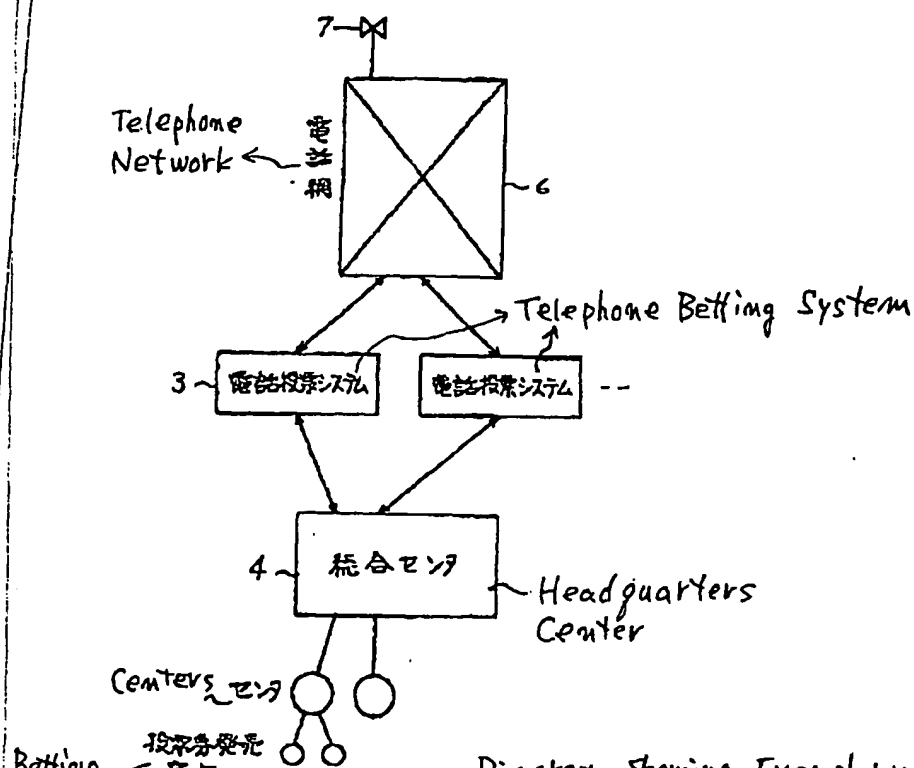 7
Telephone
Network
電話網
6
Telephone Betting System
3
電話投票システム
電話投票システム
4
総合センタ
Headquarters
Center
Centers
センタ
投票券発売
Betting
Diagram Showing